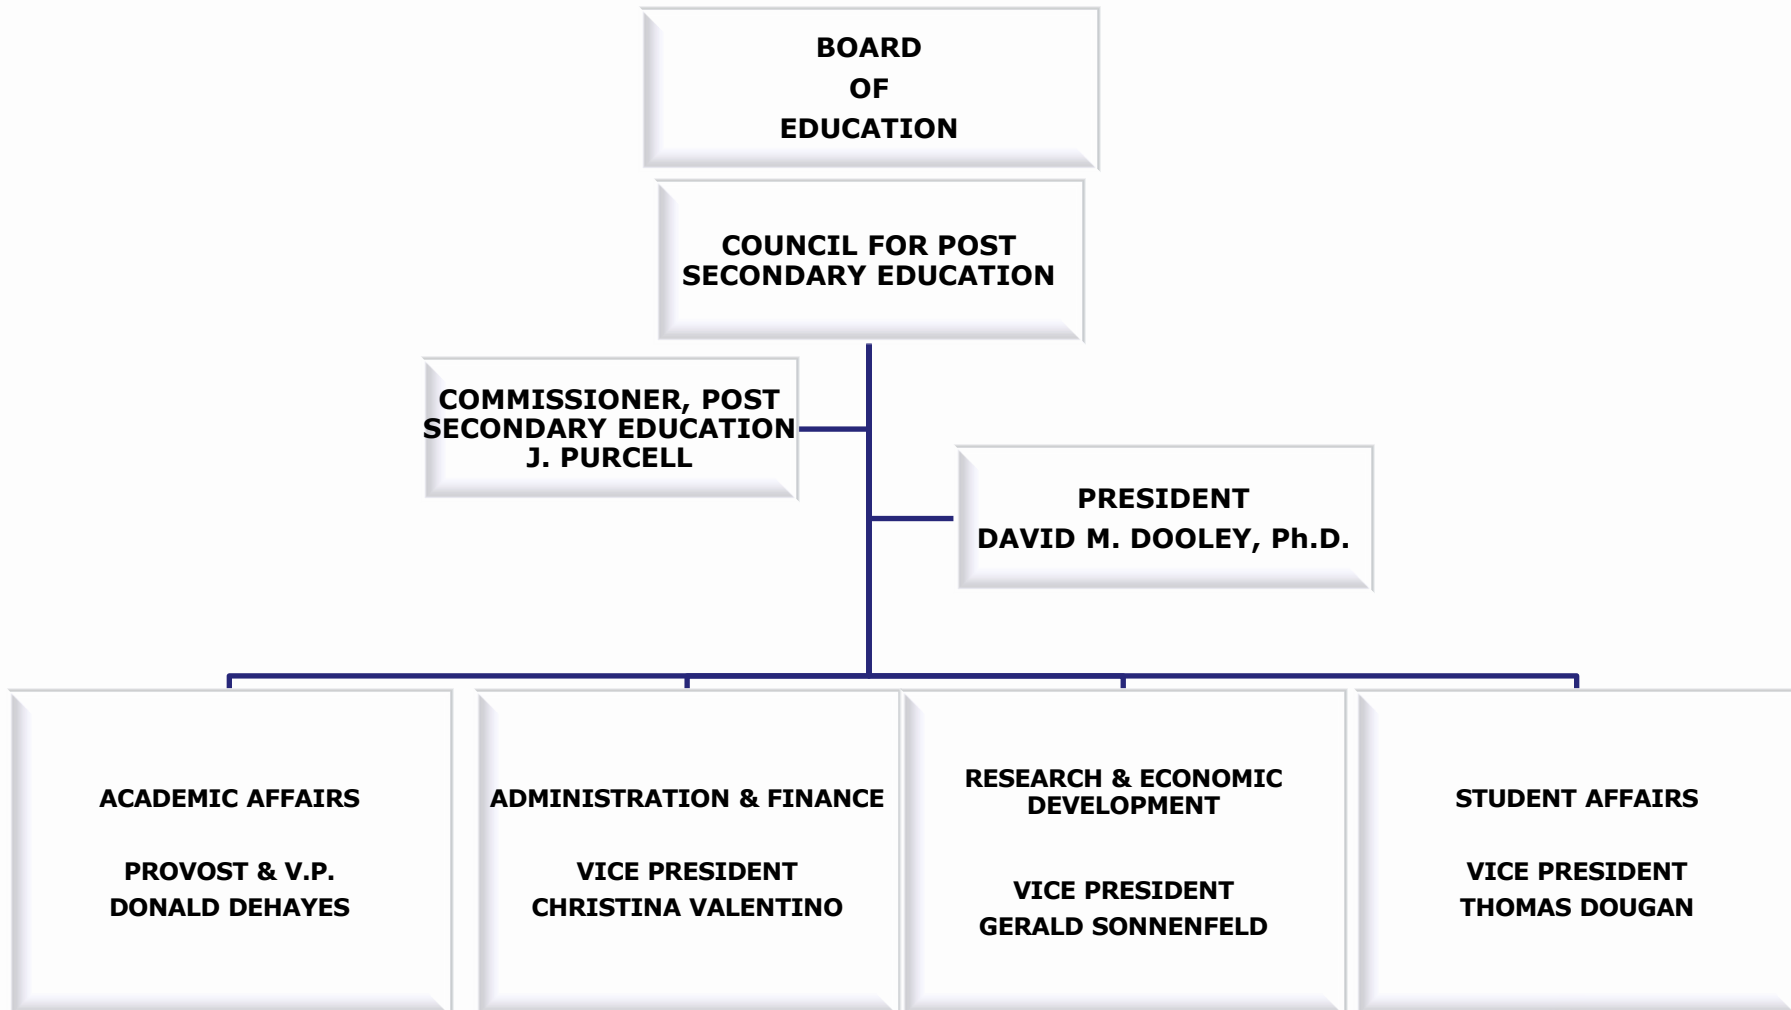 BOARD
OF
EDUCATION
COUNCIL FOR POST
SECONDARY EDUCATION
COMMISSIONER, POST
SECONDARY EDUCATION
J. PURCELL
PRESIDENT
DAVID M. DOOLEY, Ph.D.
ACADEMIC AFFAIRS
PROVOST & V.P.
DONALD DEHAYES
ADMINISTRATION & FINANCE
VICE PRESIDENT
CHRISTINA VALENTINO
RESEARCH & ECONOMIC
DEVELOPMENT
VICE PRESIDENT
GERALD SONNENFELD
STUDENT AFFAIRS
VICE PRESIDENT
THOMAS DOUGAN